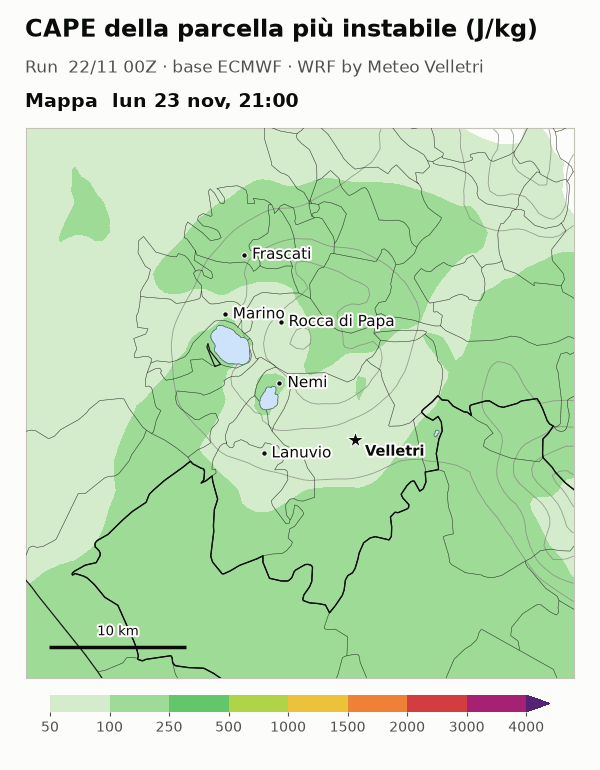 CAPE della parcella più instabile (J/kg)
Run  22/11 00Z · base ECMWF · WRF by Meteo Velletri
Mappa  lun 23 nov, 21:00
Frascati
Marino
Rocca di Papa
Nemi
Lanuvio
Velletri
10 km
50 100 250 500 1000 1500 2000 3000 4000